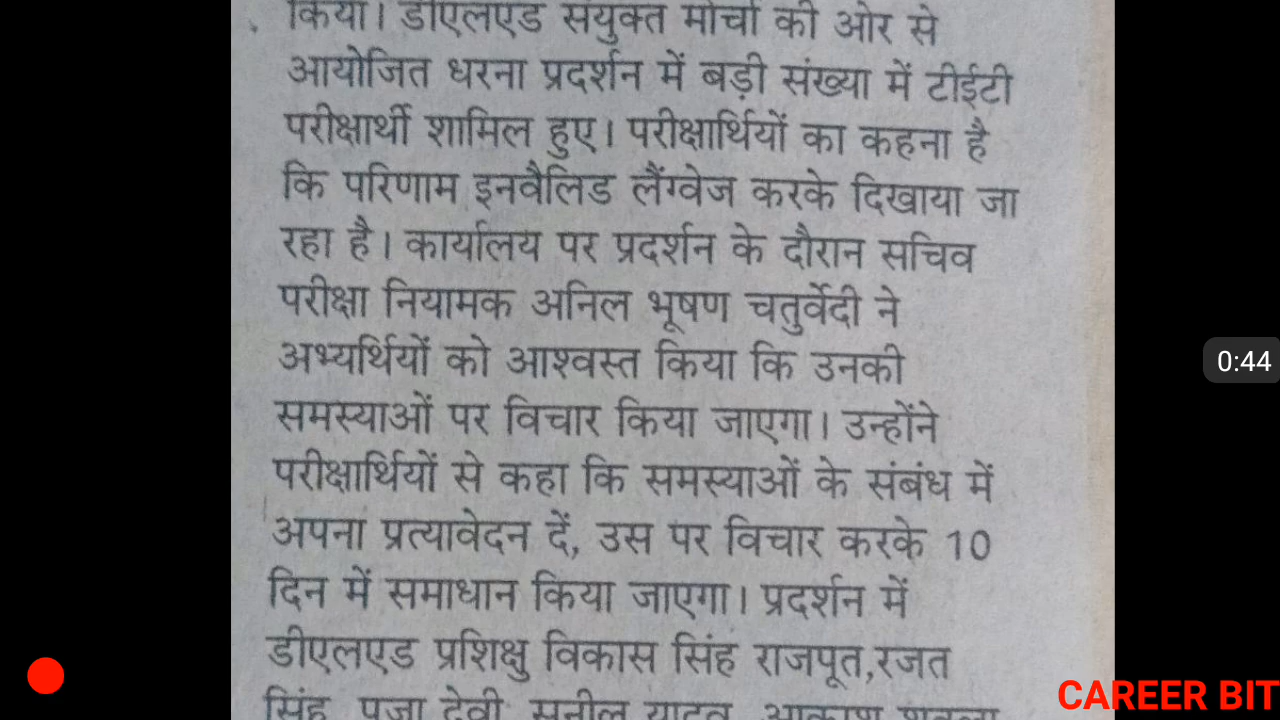 किया। डीएलएड संयुक्त मोर्चा की ओर से
आयोजित धरना प्रदर्शन में बड़ी संख्या में टीईटी
परीक्षार्थी शामिल हुए। परीक्षार्थियों का कहना है
कि परिणाम इनवैलिड लैंग्वेज करके दिखाया जा
रहा है। कार्यालय पर प्रदर्शन के दौरान सचिव
परीक्षा नियामक अनिल भूषण चतुर्वेदी ने
अभ्यर्थियों को आश्वस्त किया कि उनकी
समस्याओं पर विचार किया जाएगा। उन्होंने
परीक्षार्थियों से कहा कि समस्याओं के संबंध में
अपना प्रत्यावेदन दें, उस पर विचार करके 10
दिन में समाधान किया जाएगा। प्रदर्शन में
डीएलएड प्रशिक्षु विकास सिंह राजपूत,रजत
सिंह, पूजा देवी, सुनील यादव, आकाश शुक्ला
0:44
CAREER BIT